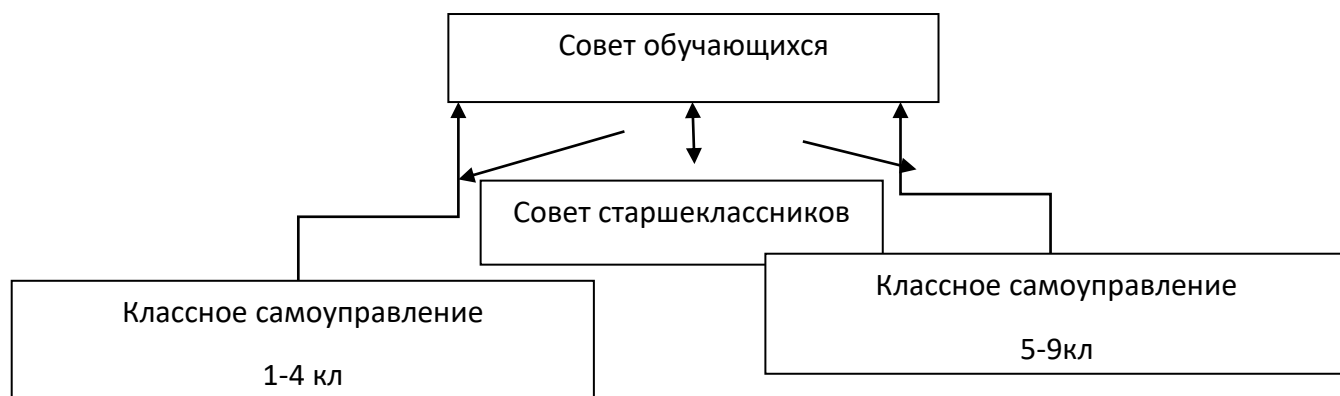 Совет обучающихся
Совет старшеклассников
Классное самоуправление
1-4 кл
Классное самоуправление
5-9кл